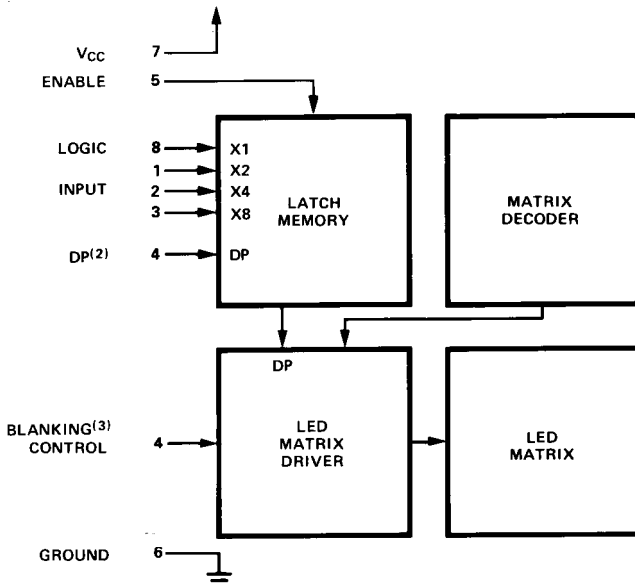 VCC 7
ENABLE 5
LOGIC 8 X1
1 X2
INPUT 2 X4
3 X8
DP(2) 4 DP
LATCH
MEMORY
MATRIX
DECODER
DP
BLANKING(3)
CONTROL 4
LED
MATRIX
DRIVER
LED
MATRIX
GROUND 6